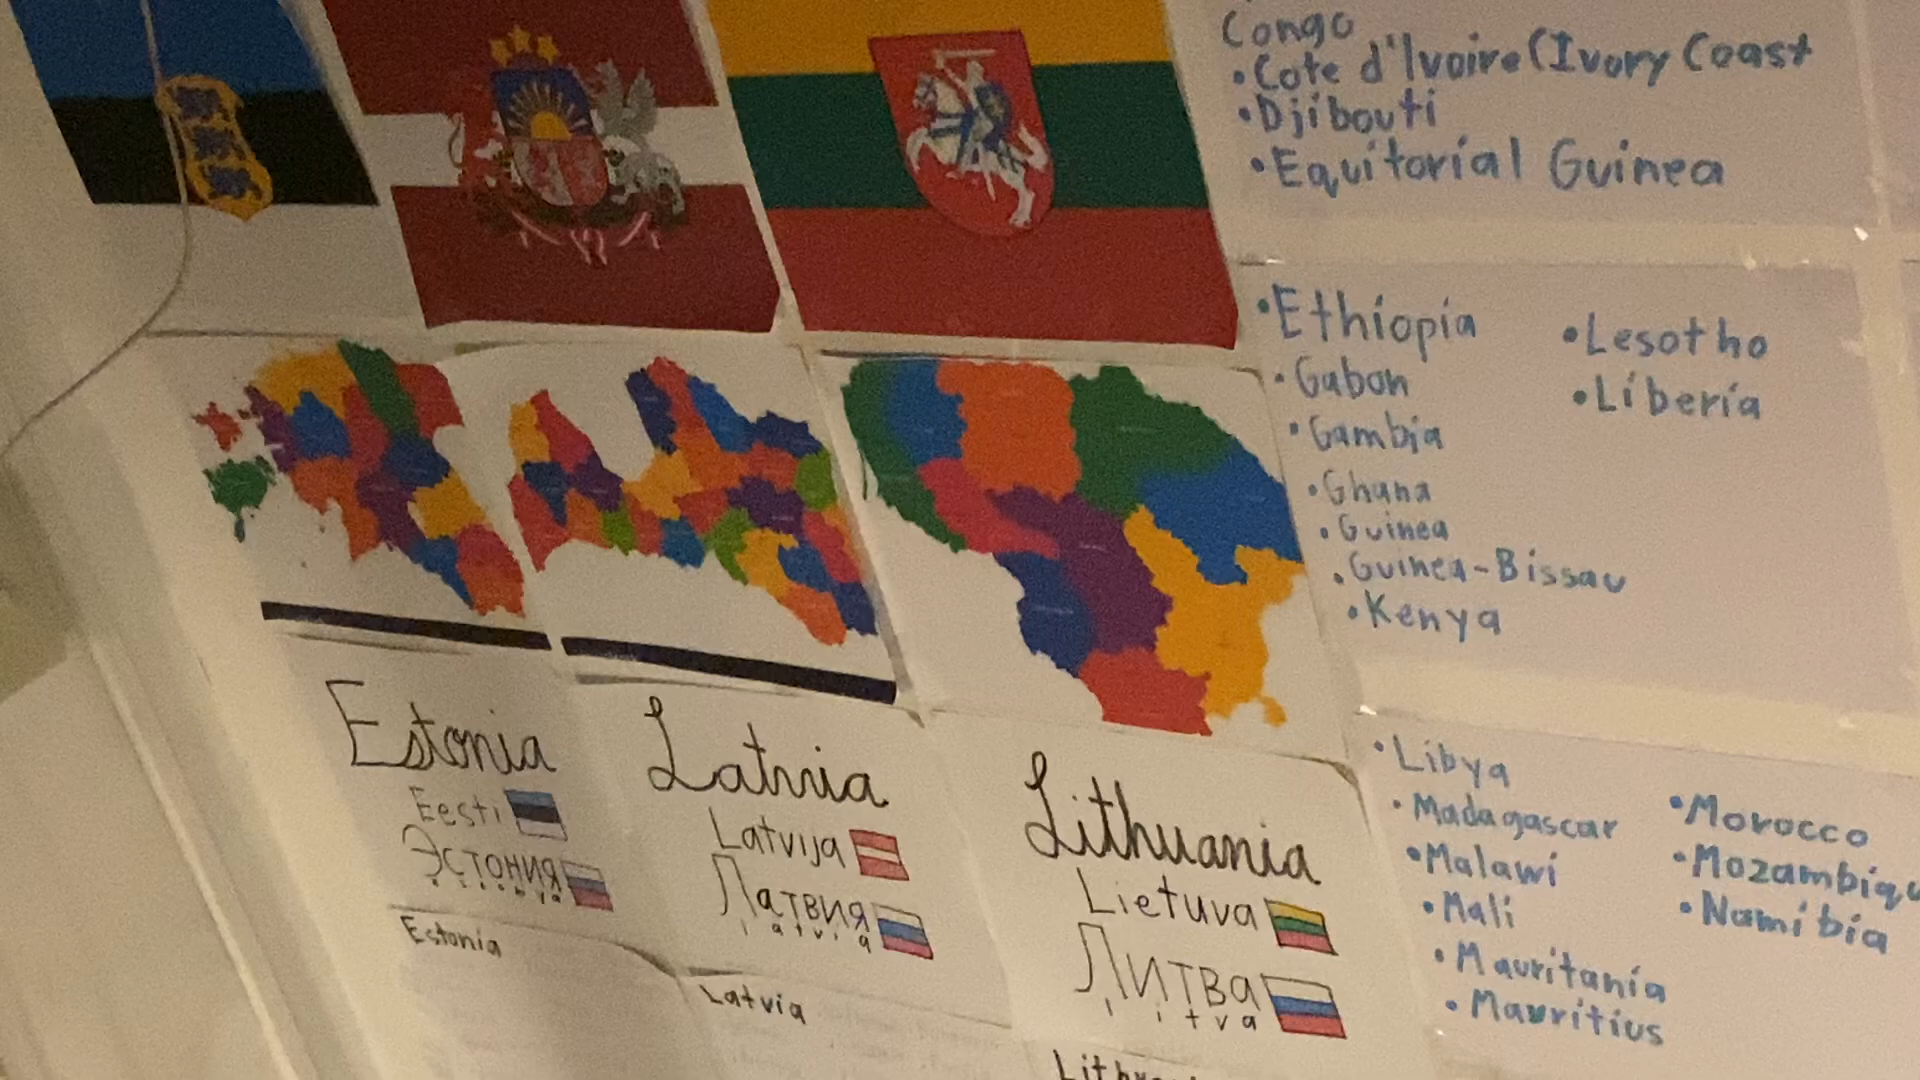 Estonia
Eesti
Эстония
Estonia
Latvia
Latvija
Латвия
Latvia
Latvia
Lithuania
Lietuva
Литва
Litva
Congo
•Cote d'Ivoire (Ivory Coast
•Djibouti
•Equitorial Guinea
•Ethiopia
•Gabon
•Gambia
•Ghana
•Guinea
•Guinea-Bissau
•Kenya
•Lesotho
•Liberia
•Libya
•Madagascar
•Malawi
•Mali
•Mauritania
•Mauritius
•Morocco
•Mozambiqu
•Namibia